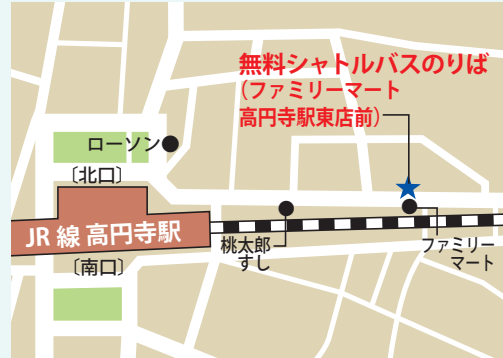 無料シャトルバスのりば
(ファミリーマート
高円寺駅東店前)
ローソン
〔北口〕
JR 線 高円寺駅
〔南口〕
桃太郎
すし
ファミリー
マート